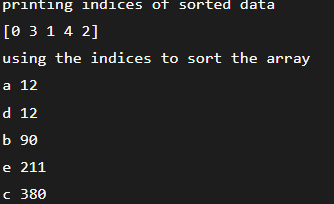 printing indices of sorted data
[0 3 1 4 2]
using the indices to sort the array
a 12
d 12
b 90
e 211
c 380